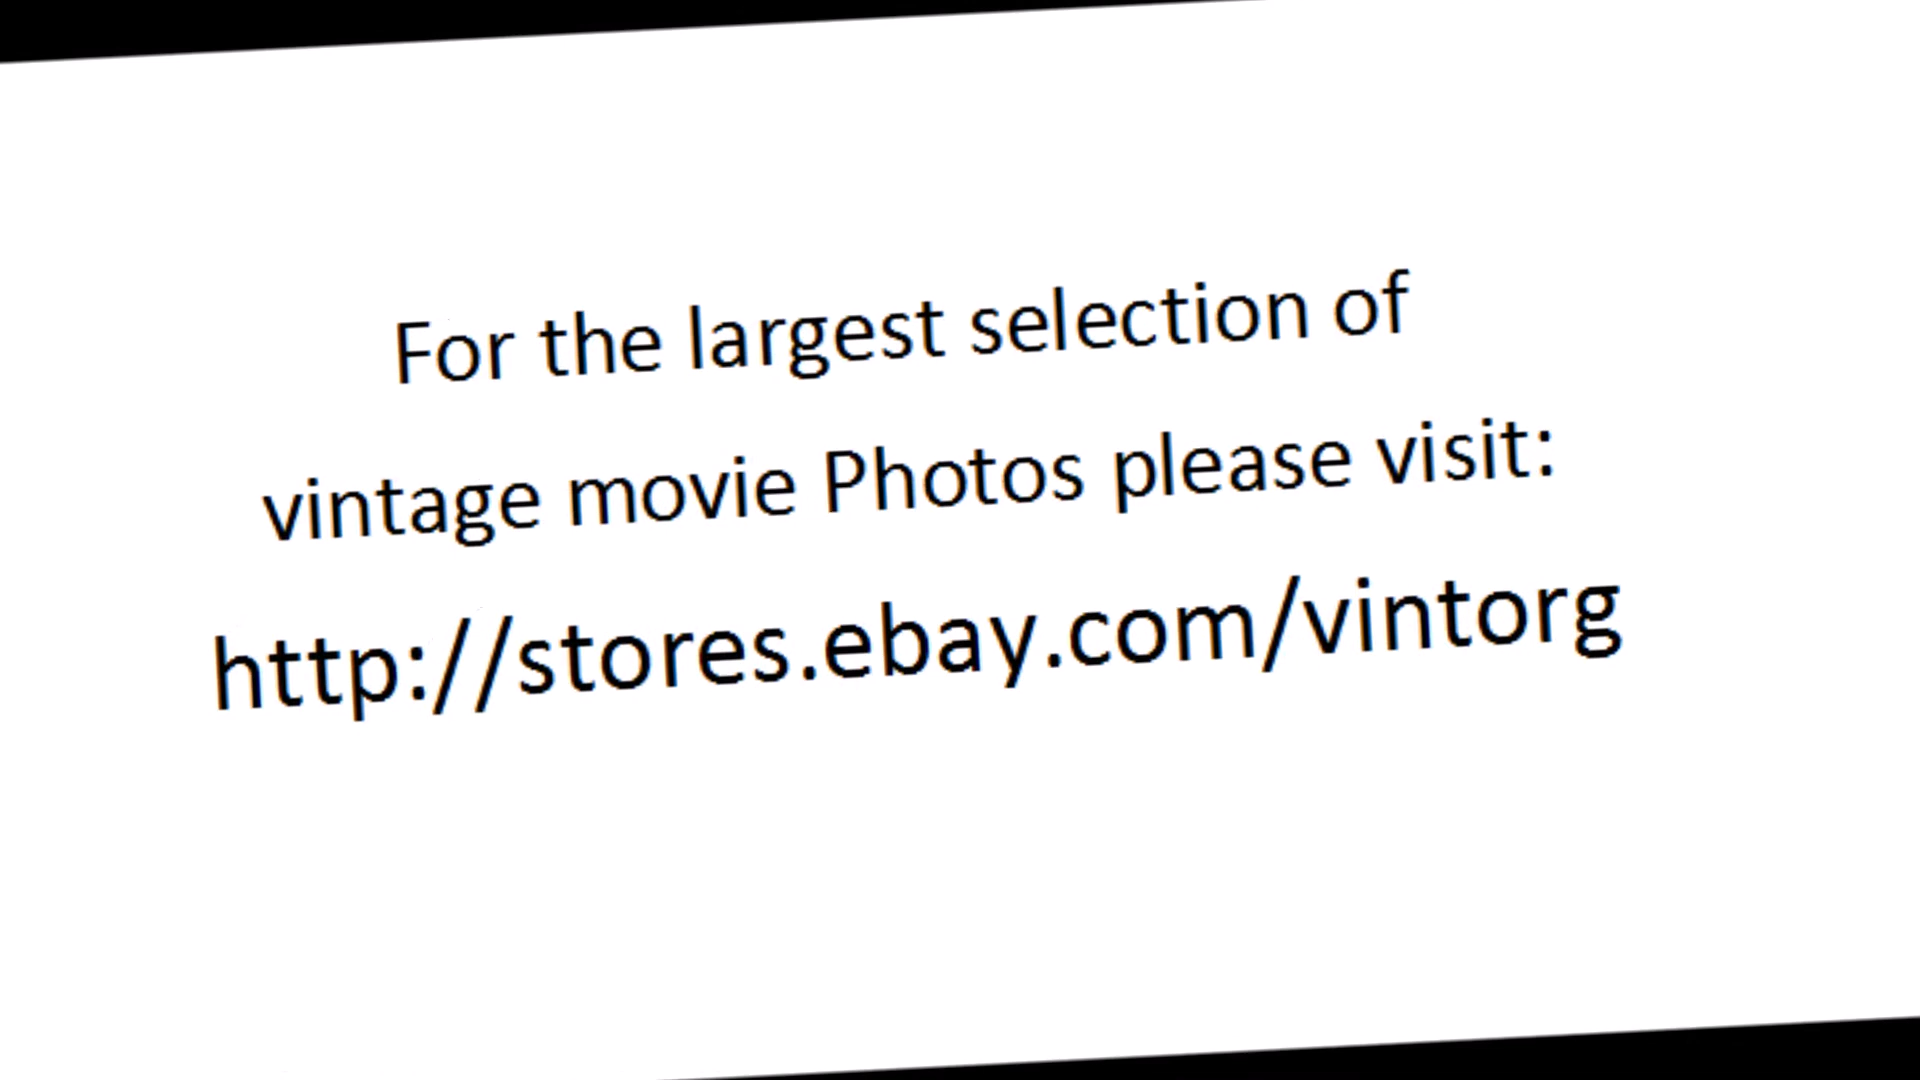 For the largest selection of
vintage movie Photos please visit:
http://stores.ebay.com/vintorg